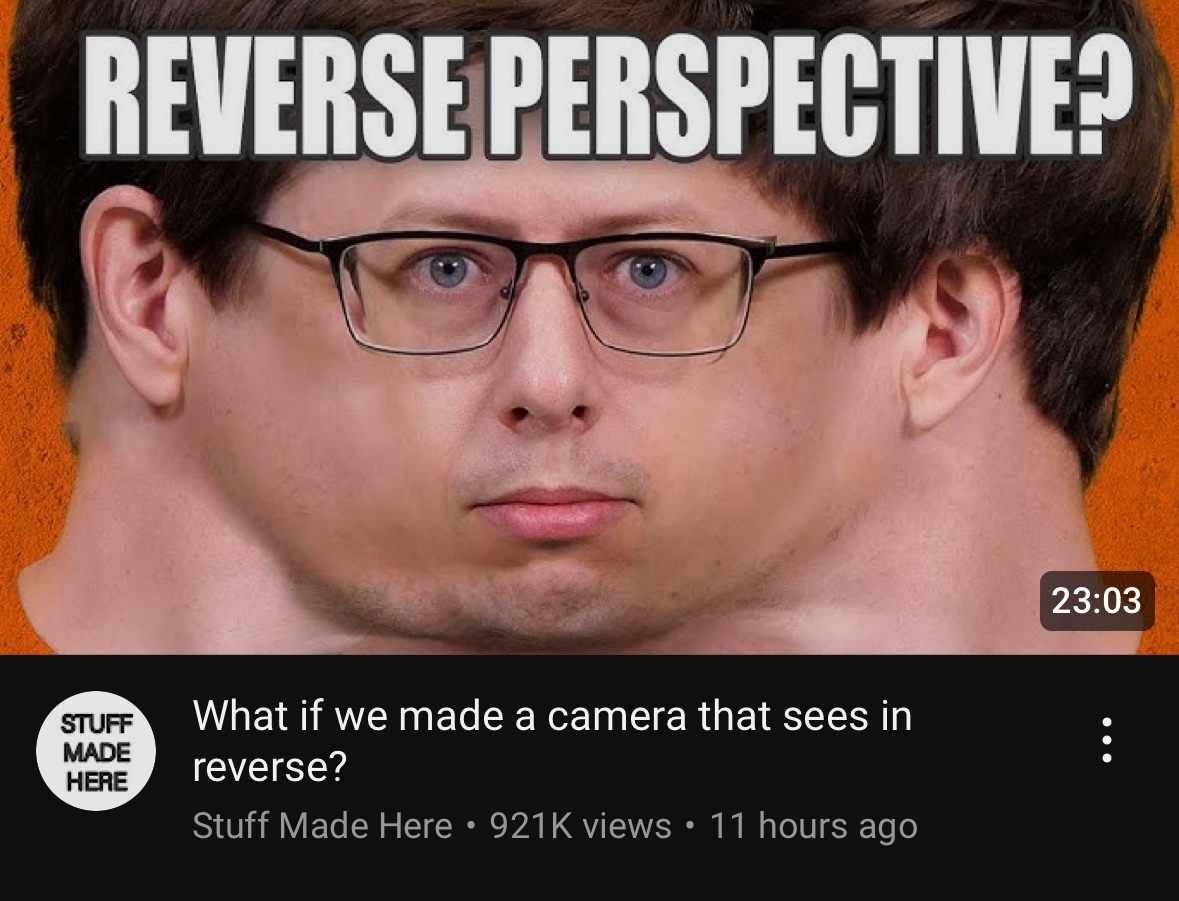 REVERSE PERSPECTIVE?
23:03
STUFF
MADE
HERE
What if we made a camera that sees in
reverse?
Stuff Made Here • 921K views • 11 hours ago